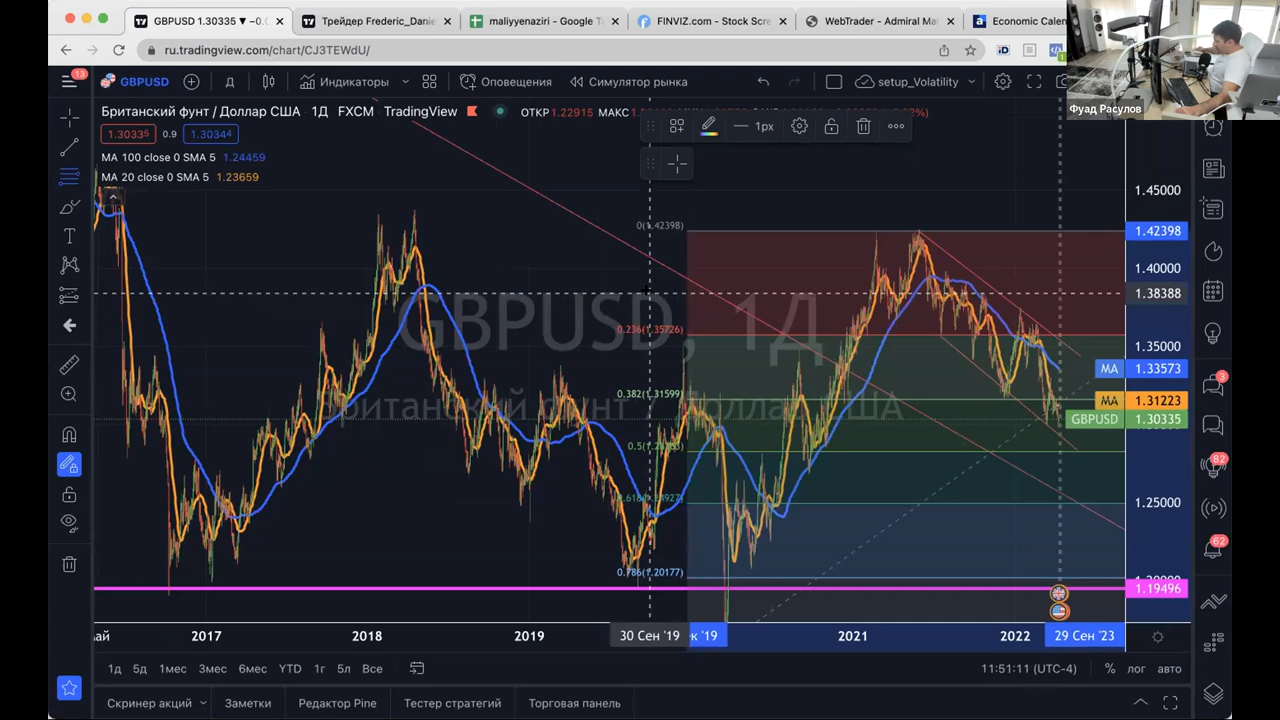 GBPUSD 1.30335 ▼ −0.
Трейдер Frederic_Danie
maliyyenaziri - Google T
FINVIZ.com - Stock Scre
WebTrader - Admiral Ma
Economic Calen
ru.tradingview.com/chart/CJ3TEWdU/
Фуад Расулов
13
GBPUSD
Д
Индикаторы
Оповещения
Симулятор рынка
setup_Volatility
Британский фунт / Доллар США 1Д FXCM TradingView
ОТКР 1.22915 МАКС
1.30335
0.9
1.30344
1px
MA 100 close 0 SMA 5 1.24459
MA 20 close 0 SMA 5 1.23659
GBPUSD, 1Д
Британский фунт / Доллар США
0(1.42398)
0.236(1.35726)
0.382(1.31599)
0.786(1.20177)
1.45000
1.42398
1.40000
1.38388
1.35000
MA 1.33573
MA 1.31223
GBPUSD 1.30335
1.25000
1.19496
3
82
62
май
2017
2018
2019
30 Сен '19
ек '19
2021
2022
29 Сен '23
1д
5д
1мес
3мес
6мес
YTD
1г
5л
Все
11:51:11 (UTC-4)
%
лог
авто
Скринер акций
Заметки
Редактор Pine
Тестер стратегий
Торговая панель